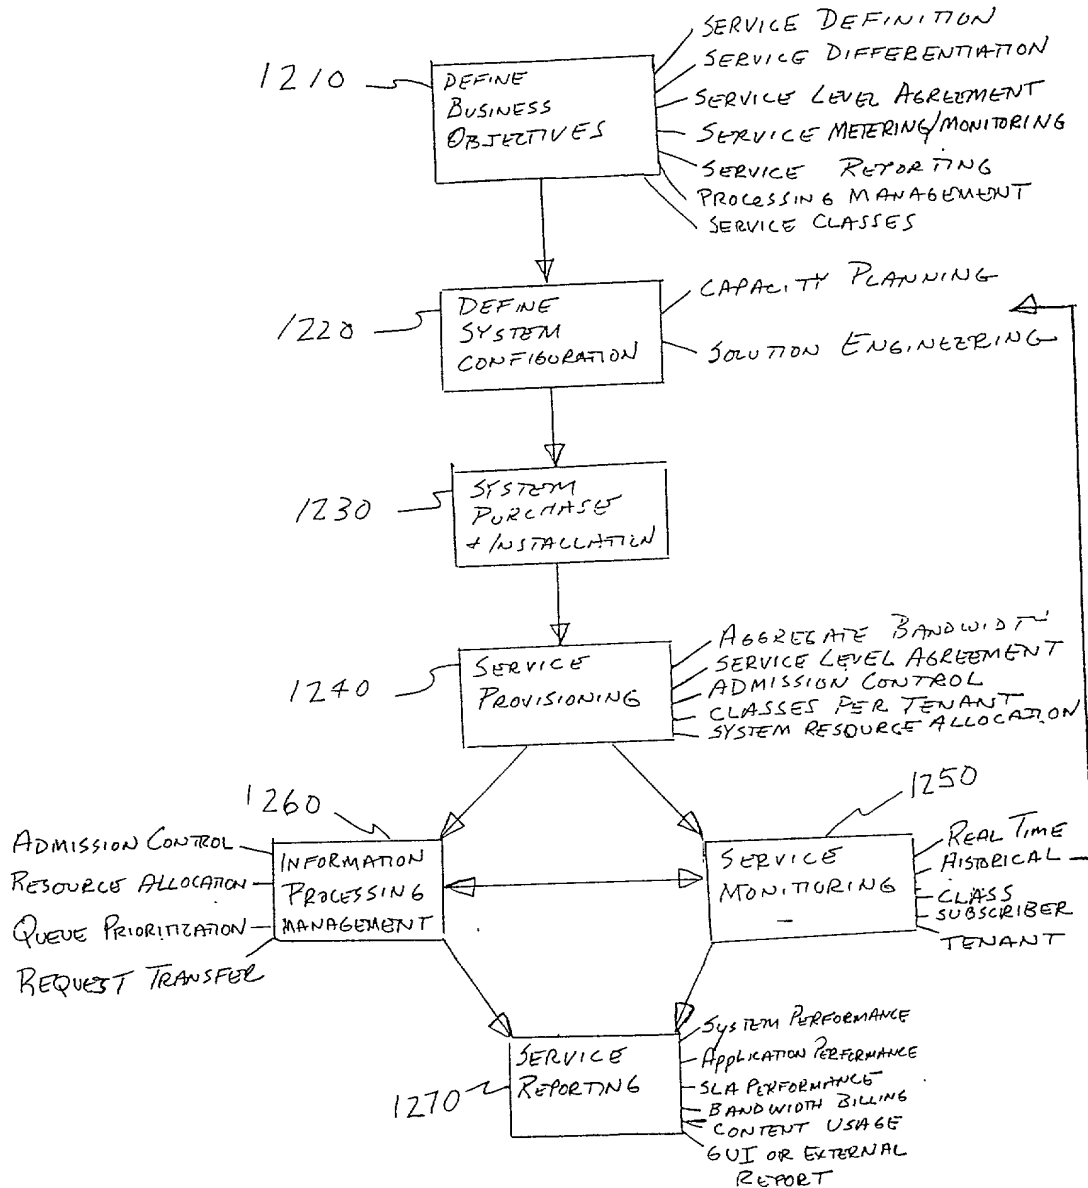 SERVICE DEFINITION
SERVICE DIFFERENTIATION
SERVICE LEVEL AGREEMENT
SERVICE METERING/MONITORING
SERVICE REPORTING
PROCESSING MANAGEMENT
SERVICE CLASSES
1210
DEFINE
BUSINESS
OBJECTIVES
CAPACITY PLANNING
SOLUTION ENGINEERING
1220
DEFINE
SYSTEM
CONFIGURATION
1230
SYSTEM
PURCHASE
+ INSTALLATION
1240
SERVICE
PROVISIONING
AGGREGATE BANDWIDTH
SERVICE LEVEL AGREEMENT
ADMISSION CONTROL
CLASSES PER TENANT
SYSTEM RESOURCE ALLOCATION
1260
ADMISSION CONTROL
RESOURCE ALLOCATION
QUEUE PRIORITIZATION
REQUEST TRANSFER
INFORMATION
PROCESSING
MANAGEMENT
1250
SERVICE
MONITORING
REAL TIME
HISTORICAL
CLASS
SUBSCRIBER
TENANT
1270
SERVICE
REPORTING
SYSTEM PERFORMANCE
APPLICATION PERFORMANCE
SLA PERFORMANCE
BANDWIDTH BILLING
CONTENT USAGE
GUI OR EXTERNAL
REPORT